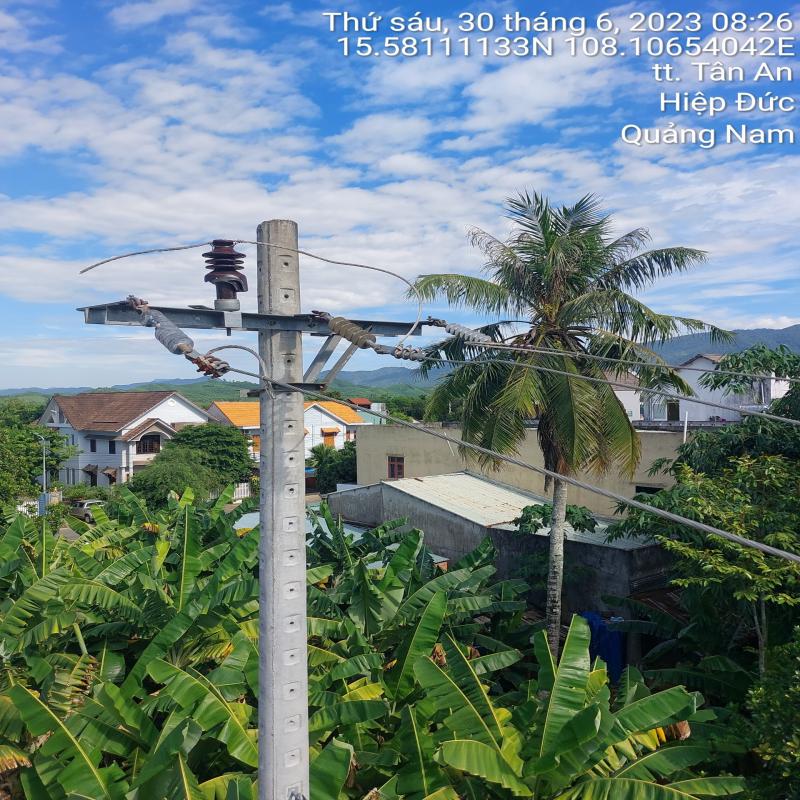 Thứ sáu, 30 tháng 6, 2023 08:26
15.58111133N 108.10654042E
tt. Tân An
Hiệp Đức
Quảng Nam